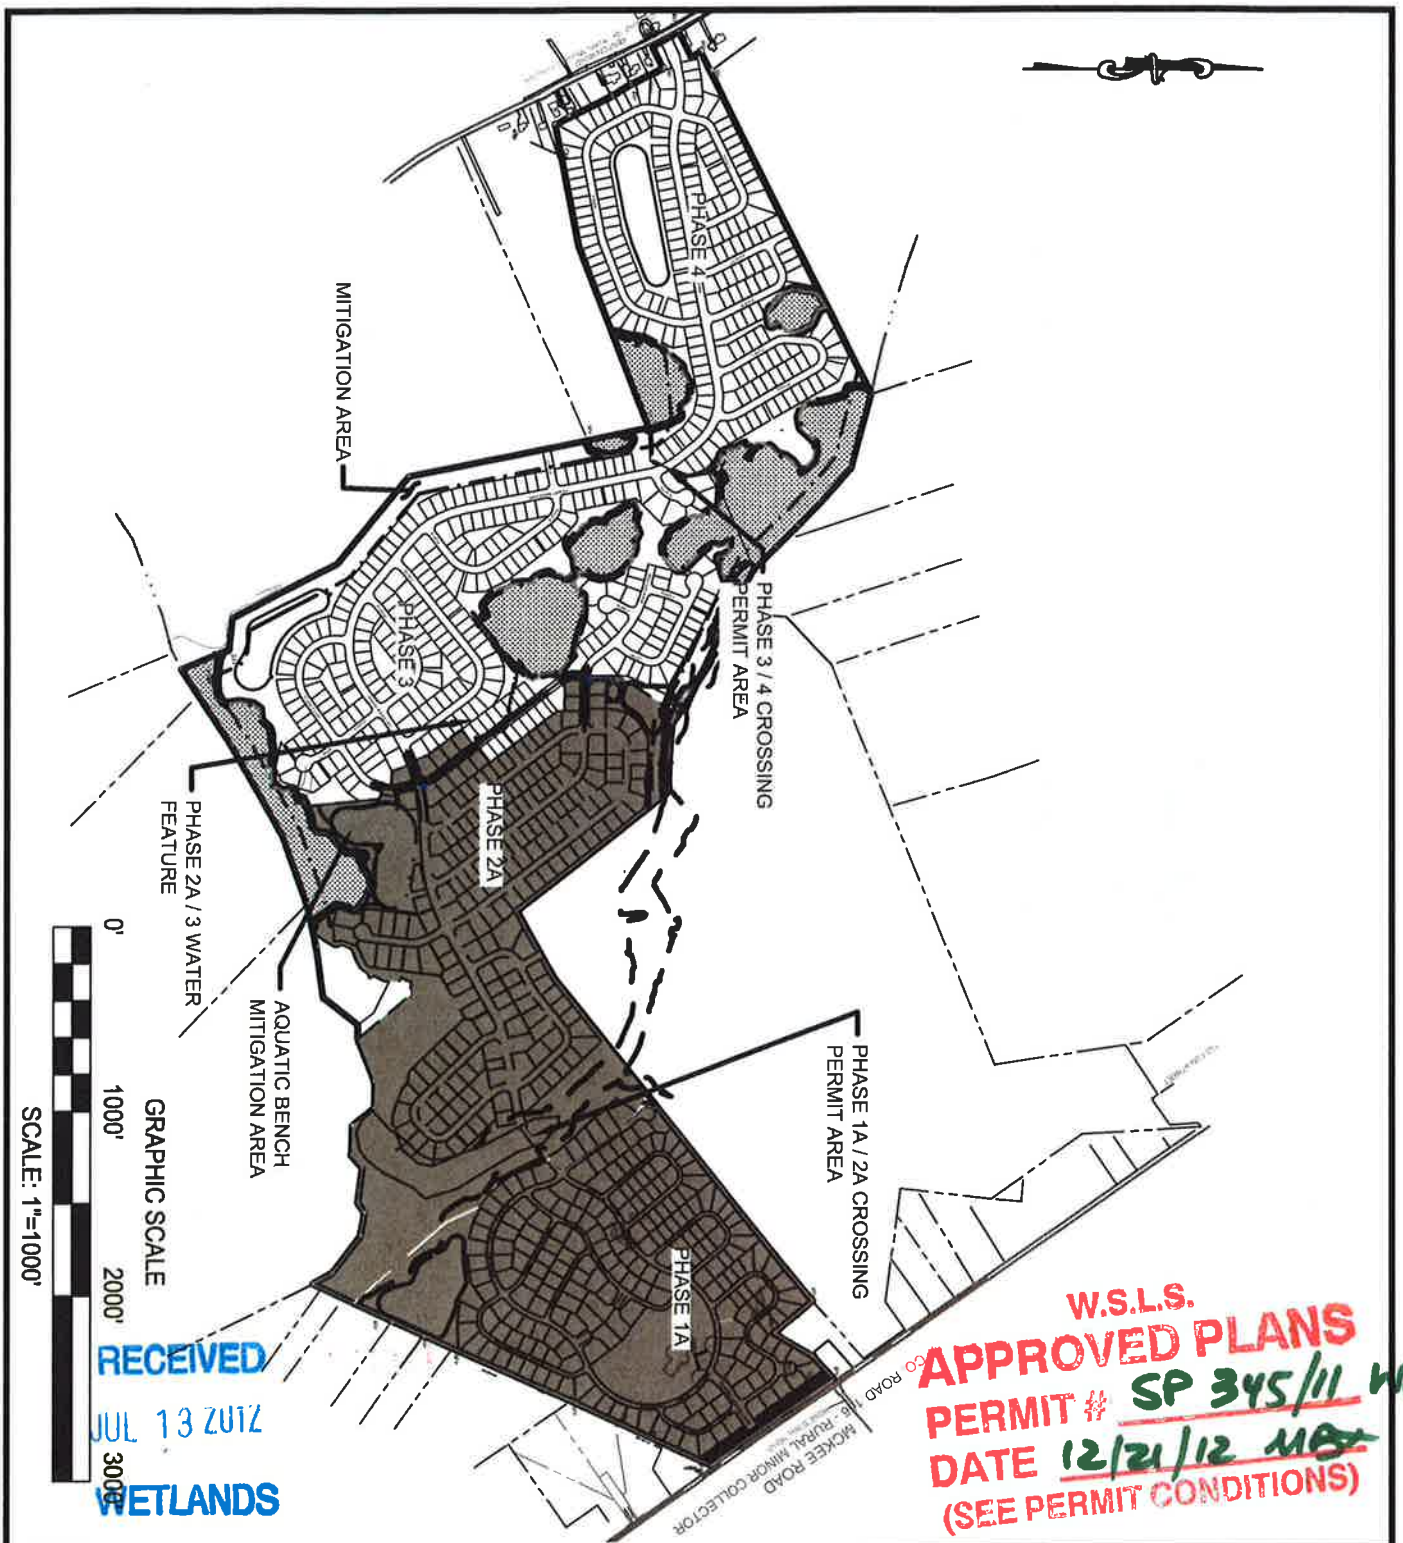 PHASE 4
MITIGATION AREA
PHASE 3 / 4 CROSSING
PERMIT AREA
PHASE 3
PHASE 2A
PHASE 2A / 3 WATER
FEATURE
AQUATIC BENCH
MITIGATION AREA
PHASE 1A / 2A CROSSING
PERMIT AREA
PHASE 1A
MCKEE ROAD
RURAL MINOR COLLECTOR
GRAPHIC SCALE
0' 1000' 2000' 3000'
SCALE: 1"=1000'
RECEIVED
JUL 13 2012
WETLANDS
W.S.L.S.
APPROVED PLANS
PERMIT # SP 345/11
DATE 12/21/12
(SEE PERMIT CONDITIONS)